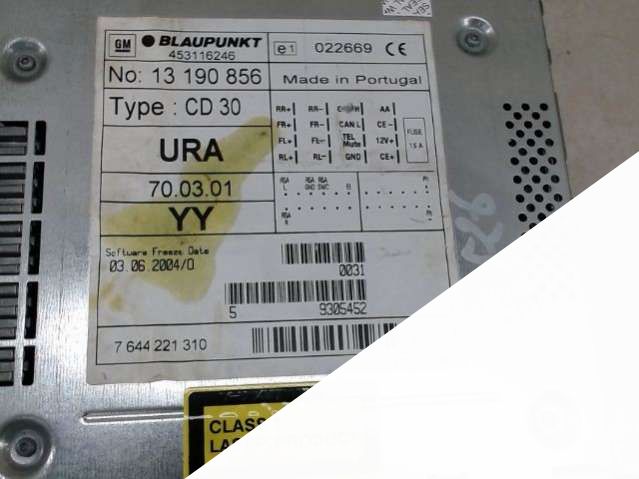 GM BLAUPUNKT e1 022669 CE
453116246
No: 13 190 856 Made in Portugal
Type : CD 30
RR+ RR- AA
FR+ FR- CAN L CE-
FL+ FL- TEL Mute 12V+
RL+ RL- GND CE+
FUSE
URA
70.03.01
YY
Software Freeze Date
03.06.2004/0
0031
5 9305452
7 644 221 310
CLASS